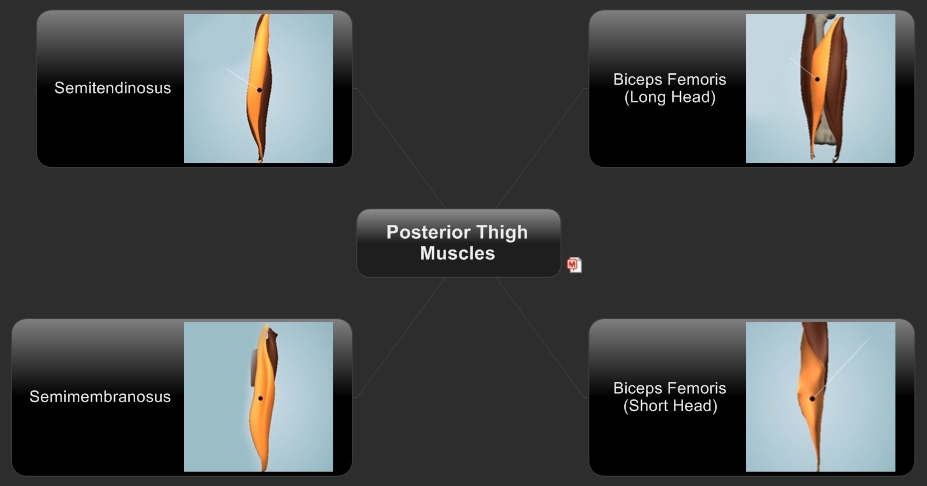 Semitendinosus
Biceps Femoris
(Long Head)
Posterior Thigh
Muscles
M
Semimembranosus
Biceps Femoris
(Short Head)